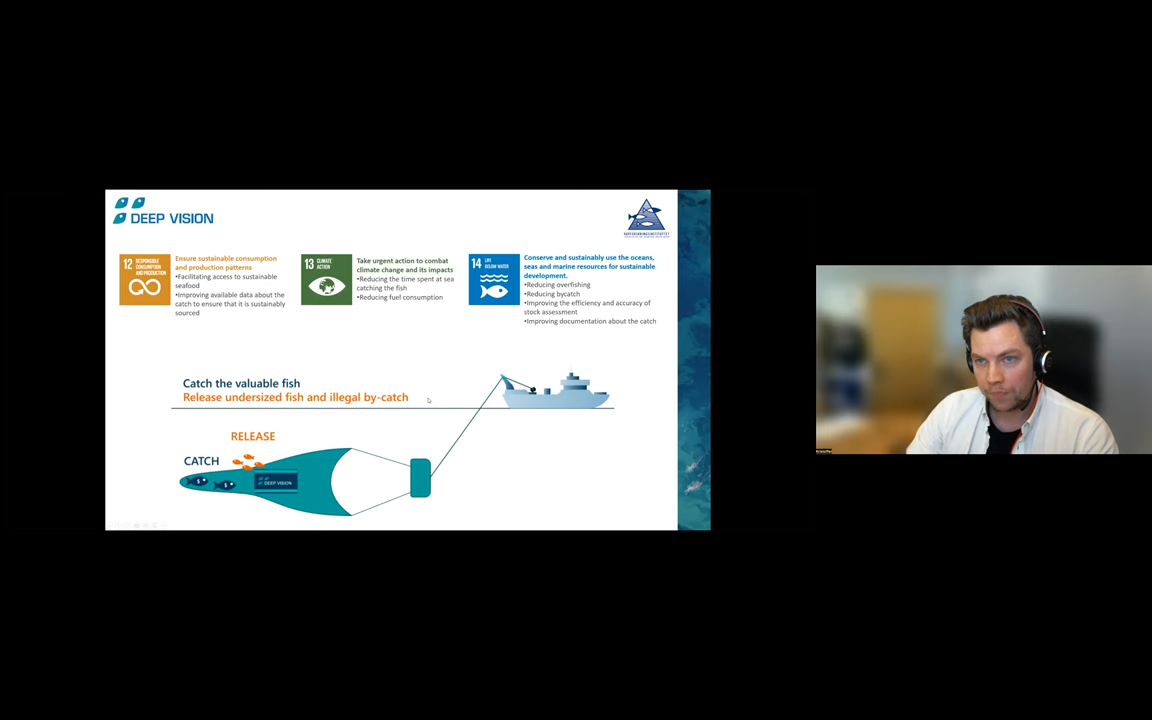 DEEP VISION
HAVFORSKNINGSINSTITUTTET
12 RESPONSIBLE
CONSUMPTION
AND PRODUCTION
Ensure sustainable consumption
and production patterns
•Facilitating access to sustainable
seafood
•Improving available data about the
catch to ensure that it is sustainably
sourced
13 CLIMATE
ACTION
Take urgent action to combat
climate change and its impacts
•Reducing the time spent at sea
catching the fish
•Reducing fuel consumption
14 LIFE
BELOW WATER
Conserve and sustainably use the oceans,
seas and marine resources for sustainable
development.
•Reducing overfishing
•Reducing bycatch
•Improving the efficiency and accuracy of
stock assessment
•Improving documentation about the catch
Catch the valuable fish
Release undersized fish and illegal by-catch
RELEASE
CATCH
DEEP VISION